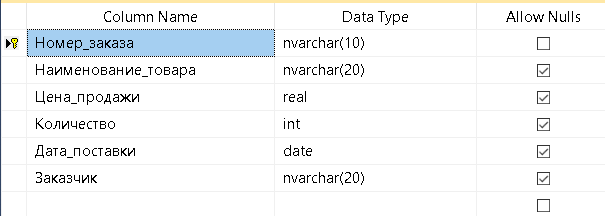 Column Name Data Type Allow Nulls
Номер_заказа nvarchar(10)
Наименование_товара nvarchar(20)
Цена_продажи real
Количество int
Дата_поставки date
Заказчик nvarchar(20)